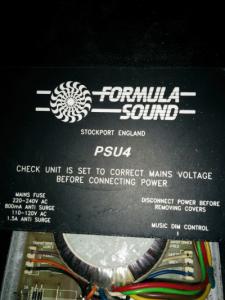 FORMULA
SOUND
STOCKPORT ENGLAND
PSU4
CHECK UNIT IS SET TO CORRECT MAINS VOLTAGE
BEFORE CONNECTING POWER
MAINS FUSE
220-240V AC
800mA ANTI SURGE
110-120V AC
1.5A ANTI SURGE
DISCONNECT POWER BEFORE
REMOVING COVERS
MUSIC DIM CONTROL